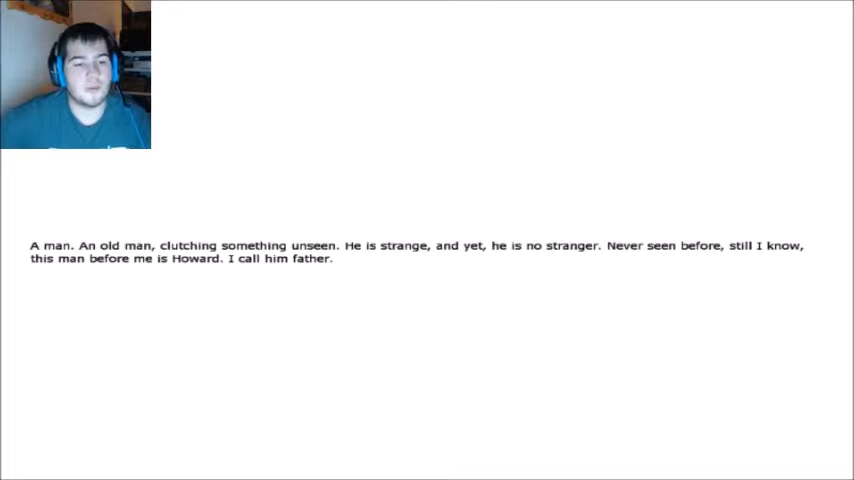 A man. An old man, clutching something unseen. He is strange, and yet, he is no stranger. Never seen before, still I know,
this man before me is Howard. I call him father.